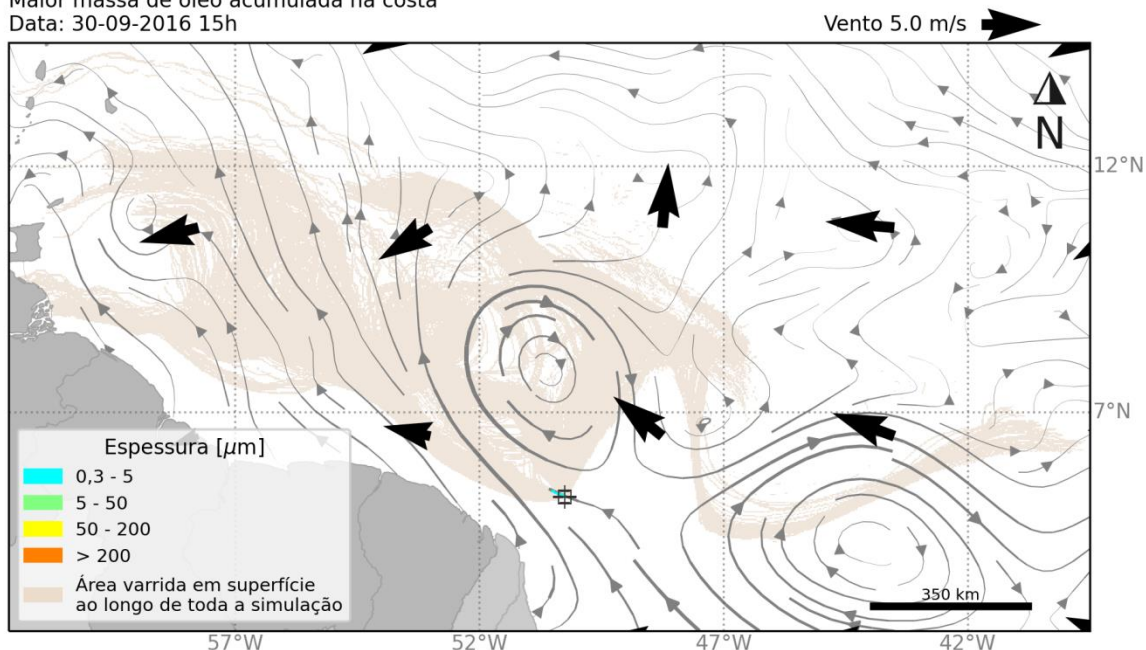 Maior massa de óleo acumulada na costa
Data: 30-09-2016 15h
Vento 5.0 m/s
N
12°N
7°N
Espessura [μm]
0,3 - 5
5 - 50
50 - 200
> 200
Área varrida em superfície
ao longo de toda a simulação
350 km
57°W
52°W
47°W
42°W